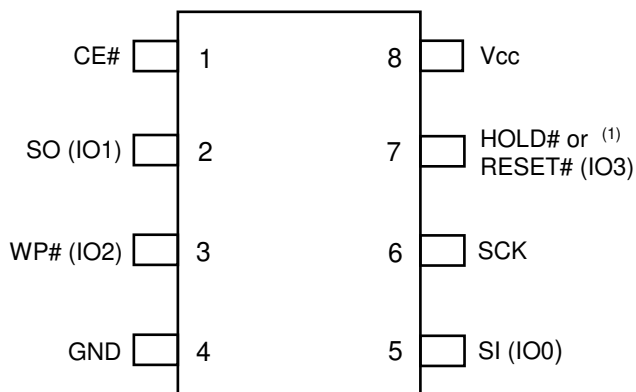 CE# 1 8 Vcc
SO (IO1) 2 7 HOLD# or (1)
RESET# (IO3)
WP# (IO2) 3 6 SCK
GND 4 5 SI (IO0)